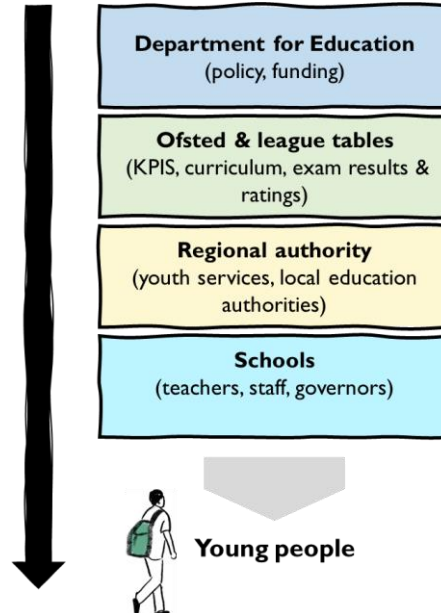 Department for Education
(policy, funding)
Ofsted & league tables
(KPIS, curriculum, exam results &
ratings)
Regional authority
(youth services, local education
authorities)
Schools
(teachers, staff, governors)
Young people